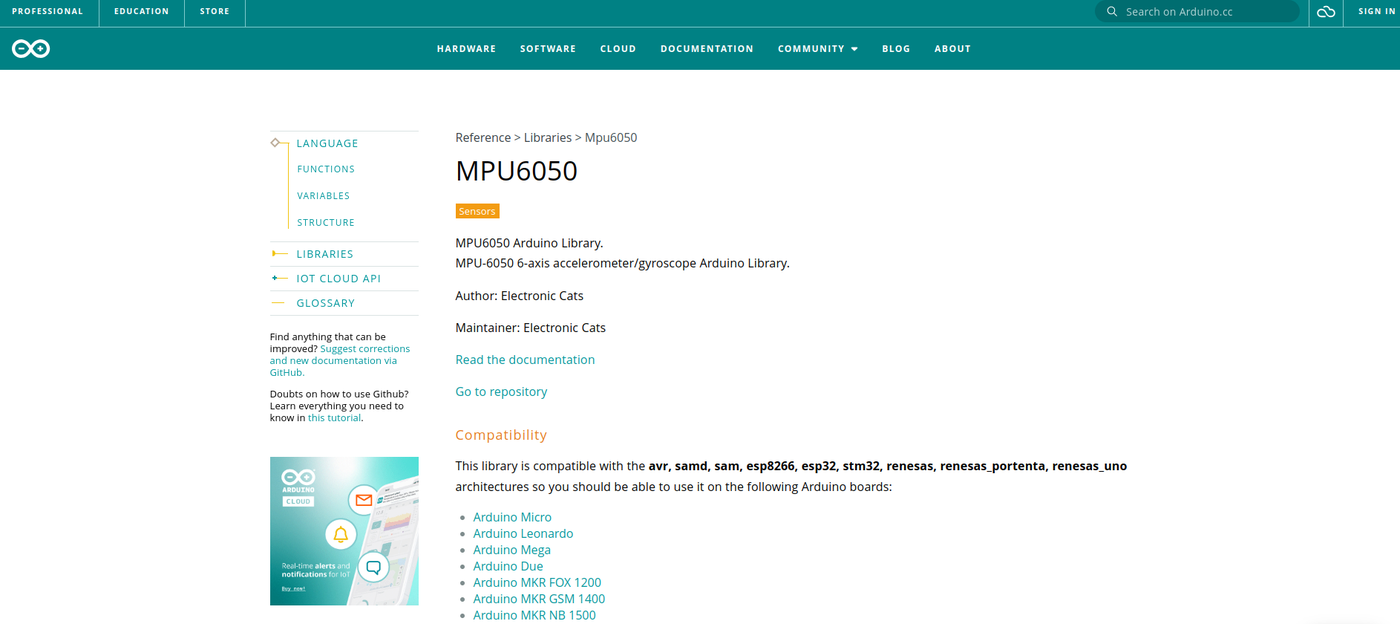 PROFESSIONAL
EDUCATION
STORE
Search on Arduino.cc
SIGN IN
HARDWARE
SOFTWARE
CLOUD
DOCUMENTATION
COMMUNITY
BLOG
ABOUT
LANGUAGE
FUNCTIONS
VARIABLES
STRUCTURE
LIBRARIES
IOT CLOUD API
GLOSSARY
Find anything that can be
improved? Suggest corrections
and new documentation via
GitHub.
Doubts on how to use Github?
Learn everything you need to
know in this tutorial.
ARDUINO
CLOUD
Real-time alerts and
notifications for IoT
Buy now!
Reference > Libraries > Mpu6050
MPU6050
Sensors
MPU6050 Arduino Library.
MPU-6050 6-axis accelerometer/gyroscope Arduino Library.
Author: Electronic Cats
Maintainer: Electronic Cats
Read the documentation
Go to repository
Compatibility
This library is compatible with the avr, samd, sam, esp8266, esp32, stm32, renesas, renesas_portenta, renesas_uno
architectures so you should be able to use it on the following Arduino boards:
Arduino Micro
Arduino Leonardo
Arduino Mega
Arduino Due
Arduino MKR FOX 1200
Arduino MKR GSM 1400
Arduino MKR NB 1500